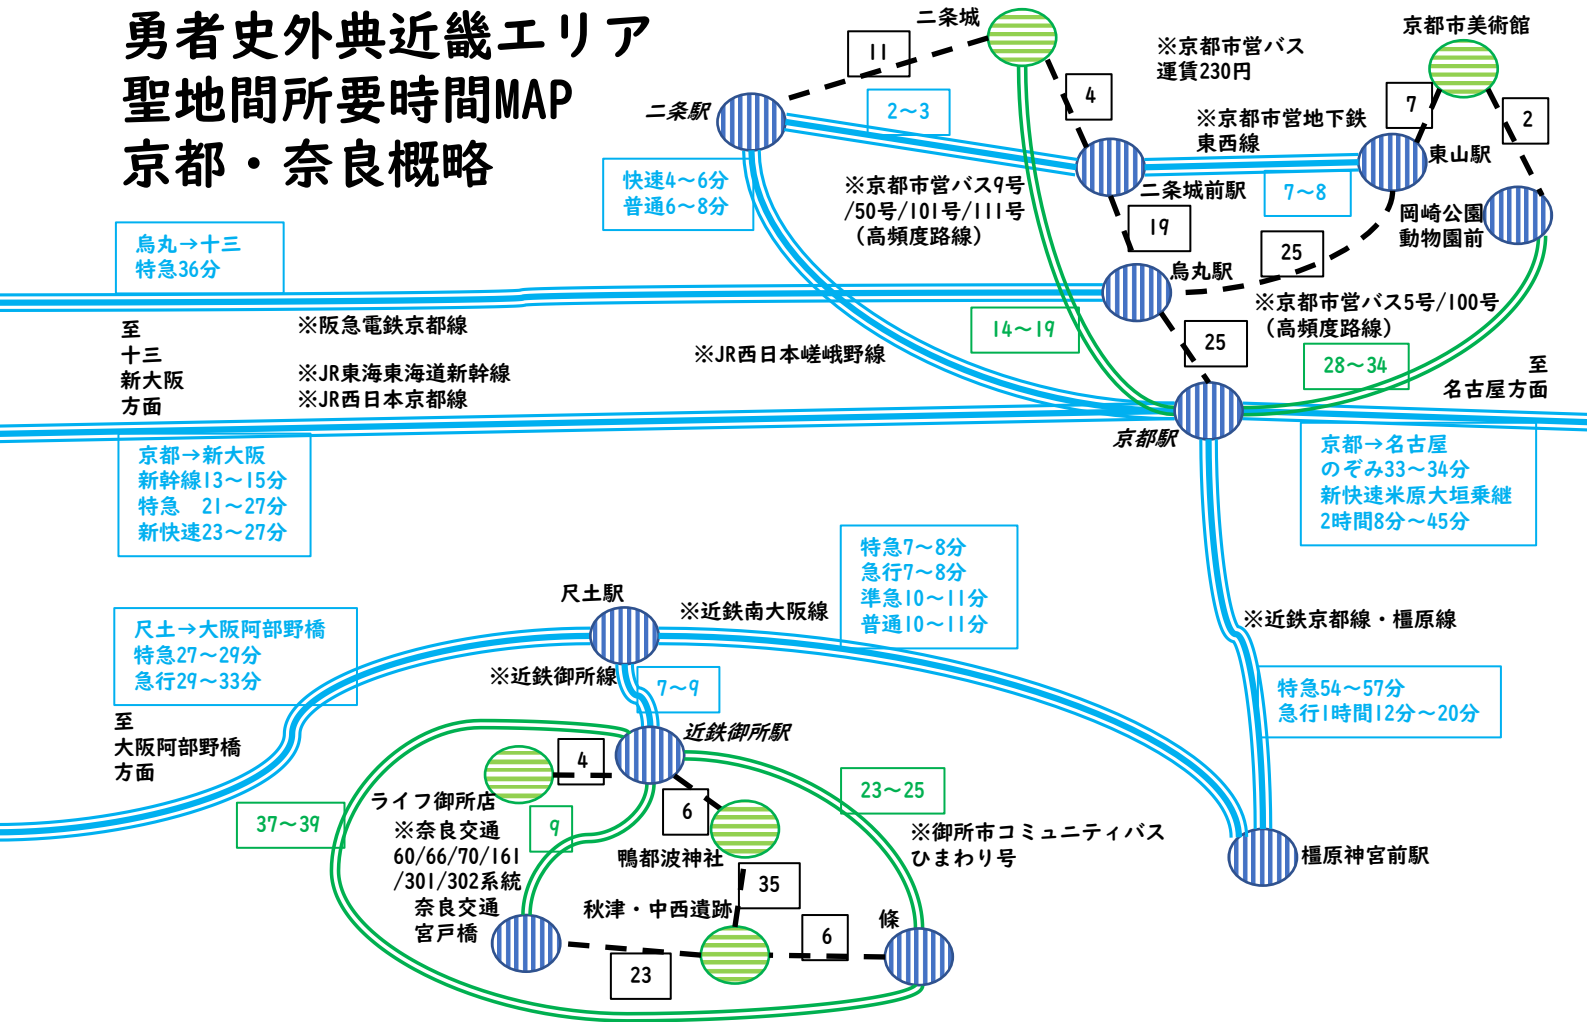 勇者史外典近畿エリア
聖地間所要時間MAP
京都・奈良概略
二条城
11
4
※京都市営バス
運賃230円
京都市美術館
7
2
二条駅
2～3
※京都市営地下鉄
東西線
東山駅
快速4～6分
普通6～8分
※京都市営バス9号
/50号/101号/111号
（高頻度路線）
二条城前駅
7～8
岡崎公園
動物園前
19
25
烏丸→十三
特急36分
烏丸駅
※京都市営バス5号/100号
（高頻度路線）
至
十三
新大阪
方面
※阪急電鉄京都線
※JR東海東海道新幹線
※JR西日本京都線
※JR西日本嵯峨野線
14～19
25
28～34
至
名古屋方面
京都駅
京都→新大阪
新幹線13～15分
特急　21～27分
新快速23～27分
京都→名古屋
のぞみ33～34分
新快速米原大垣乗継
2時間8分～45分
特急7～8分
急行7～8分
準急10～11分
普通10～11分
尺土駅
※近鉄南大阪線
※近鉄京都線・橿原線
尺土→大阪阿部野橋
特急27～29分
急行29～33分
※近鉄御所線
7～9
特急54～57分
急行1時間12分～20分
至
大阪阿部野橋
方面
近鉄御所駅
4
ライフ御所店
6
23～25
37～39
9
※奈良交通
60/66/70/161
/301/302系統
鴨都波神社
※御所市コミュニティバス
ひまわり号
橿原神宮前駅
35
奈良交通
宮戸橋
秋津・中西遺跡
條
6
23